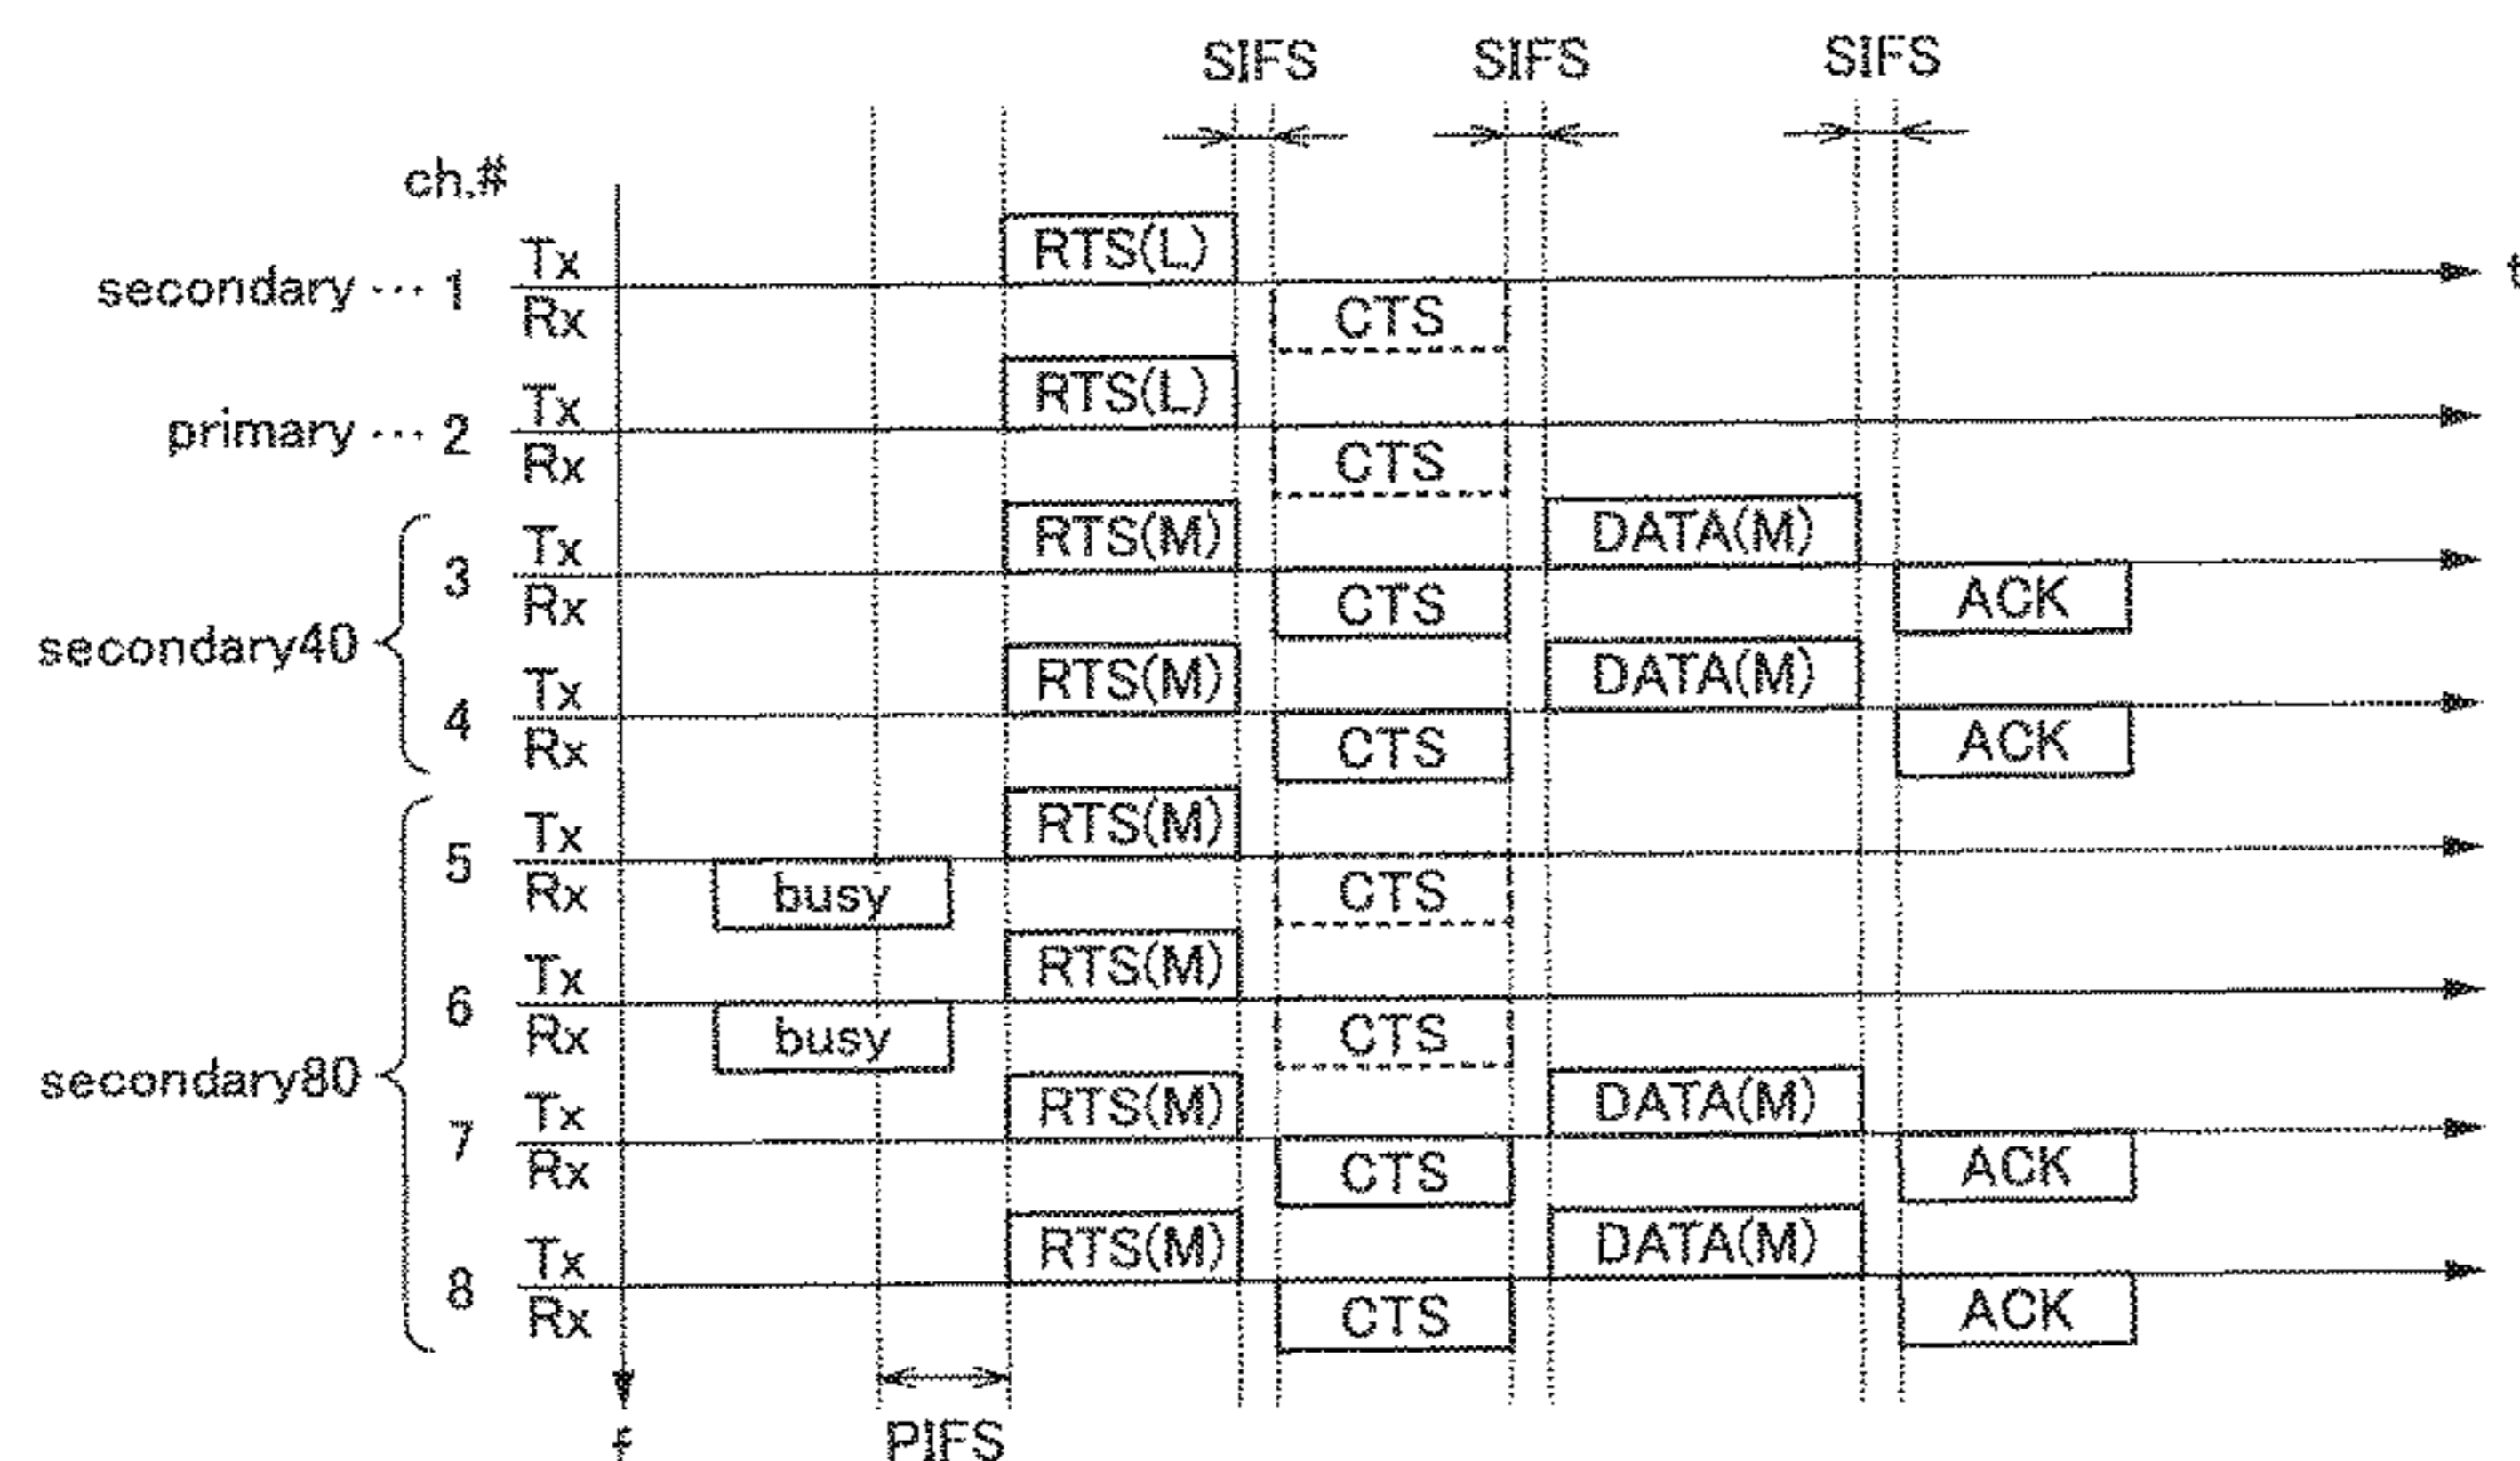 SIFS SIFS SIFS
ch.#
secondary ··· 1 Tx RTS(L) t
Rx CTS
primary ··· 2 Tx RTS(L)
Rx CTS
secondary40
3 Tx RTS(M) DATA(M)
Rx CTS ACK
4 Tx RTS(M) DATA(M)
Rx CTS ACK
secondary80
5 Tx RTS(M)
Rx busy CTS
6 Tx RTS(M)
Rx busy CTS
7 Tx RTS(M) DATA(M)
Rx CTS ACK
8 Tx RTS(M) DATA(M)
Rx CTS ACK
f PIFS